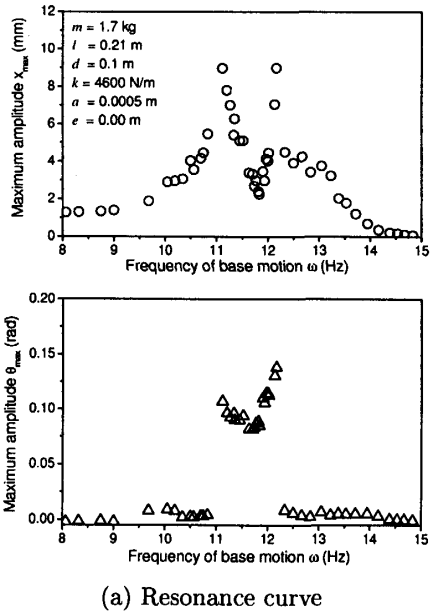 12
10
8
6
4
2
0
Maximum amplitude xmax (mm)
m = 1.7 kg
l = 0.21 m
d = 0.1 m
k = 4600 N/m
a = 0.0005 m
e = 0.00 m
8 9 10 11 12 13 14 15
Frequency of base motion ω (Hz)
0.20
0.15
0.10
0.05
0.00
Maximum amplitude θmax (rad)
8 9 10 11 12 13 14 15
Frequency of base motion ω (Hz)
(a) Resonance curve